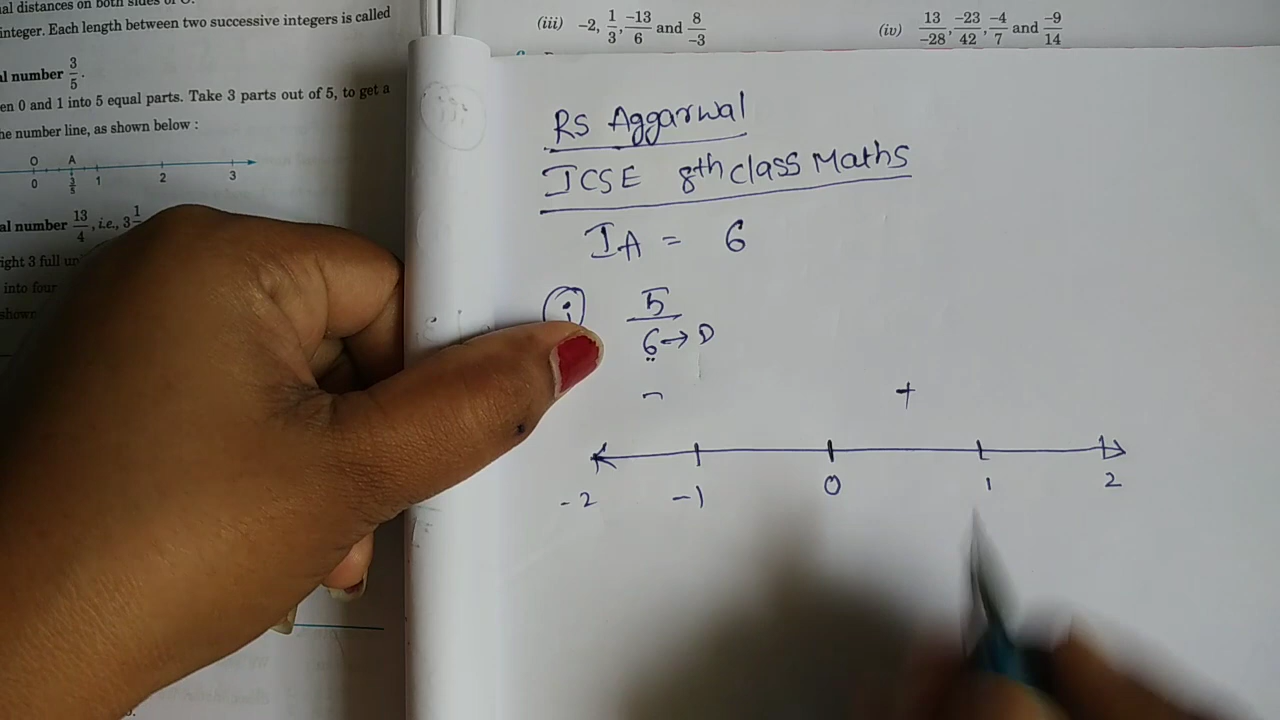 al distances on both sides of O.
integer. Each length between two successive integers is called
al number 3/5.
en 0 and 1 into 5 equal parts. Take 3 parts out of 5, to get a
he number line, as shown below :
O A
0 3/5 1 2 3
al number 13/4, i.e., 3 1
ight 3 full
into four
shown
(iii) -2, 1/3, -13/6 and 8/-3
(iv) 13/-28, -23/42, -4/7 and -9/14
RS Aggarwal
ICSE 8th class Maths
IA = 6
(i) 5/6 → D
- +
-2 -1 0 1 2